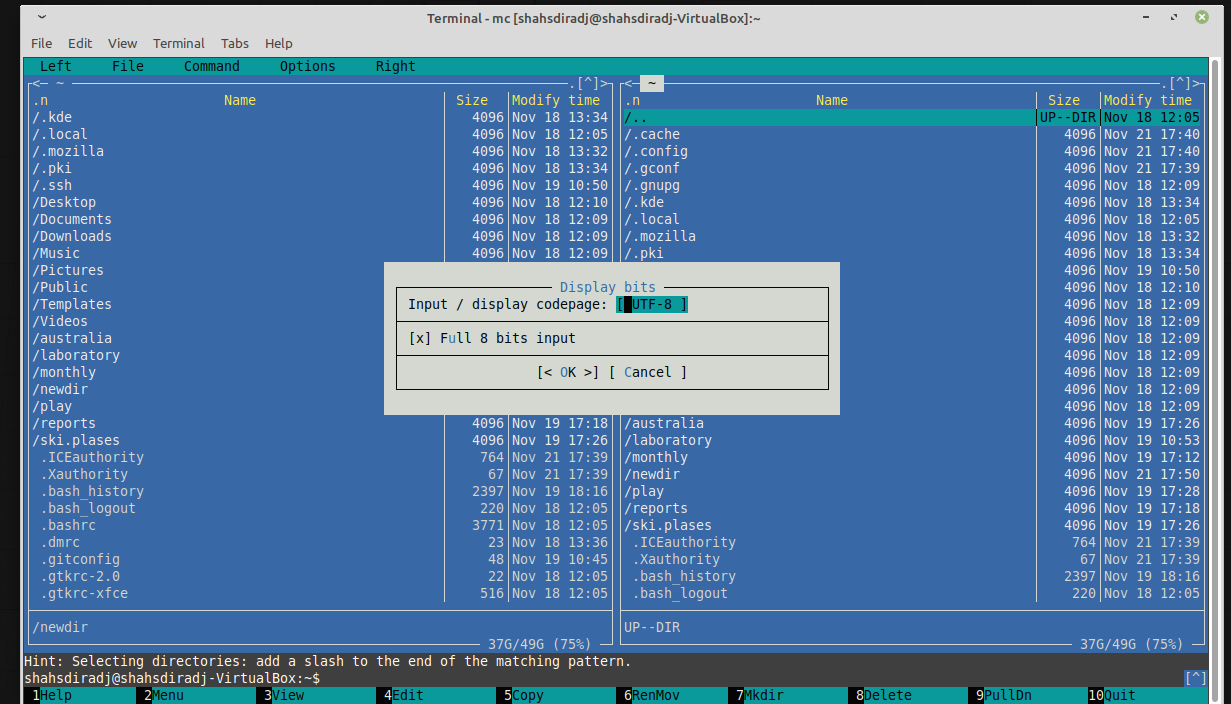 Terminal - mc [shahsdiradj@shahsdiradj-VirtualBox]:~
File Edit View Terminal Tabs Help
Left File Command Options Right
<─ ~ .[^]> <─ ~ .[^]>
.n Name Size Modify time .n Name Size Modify time
/.kde 4096 Nov 18 13:34 /.. UP--DIR Nov 18 12:05
/.local 4096 Nov 18 12:05 /.cache 4096 Nov 21 17:40
/.mozilla 4096 Nov 18 13:32 /.config 4096 Nov 21 17:40
/.pki 4096 Nov 18 13:34 /.gconf 4096 Nov 21 17:39
/.ssh 4096 Nov 19 10:50 /.gnupg 4096 Nov 18 12:09
/Desktop 4096 Nov 18 12:10 /.kde 4096 Nov 18 13:34
/Documents 4096 Nov 18 12:09 /.local 4096 Nov 18 12:05
/Downloads 4096 Nov 18 12:09 /.mozilla 4096 Nov 18 13:32
/Music 4096 Nov 18 12:09 /.pki 4096 Nov 18 13:34
/Pictures 4096 Nov 19 10:50
/Public Display bits 4096 Nov 18 12:10
/Templates Input / display codepage: [ UTF-8 ] 4096 Nov 18 12:09
/Videos 4096 Nov 18 12:09
/australia [x] Full 8 bits input 4096 Nov 18 12:09
/laboratory 4096 Nov 18 12:09
/monthly [< OK >] [ Cancel ] 4096 Nov 18 12:09
/newdir 4096 Nov 18 12:09
/play 4096 Nov 18 12:09
/reports 4096 Nov 19 17:18 /australia 4096 Nov 19 17:26
/ski.plases 4096 Nov 19 17:26 /laboratory 4096 Nov 19 10:53
.ICEauthority 764 Nov 21 17:39 /monthly 4096 Nov 19 17:12
.Xauthority 67 Nov 21 17:39 /newdir 4096 Nov 21 17:50
.bash_history 2397 Nov 19 18:16 /play 4096 Nov 19 17:28
.bash_logout 220 Nov 18 12:05 /reports 4096 Nov 19 17:18
.bashrc 3771 Nov 18 12:05 /ski.plases 4096 Nov 19 17:26
.dmrc 23 Nov 18 13:36 .ICEauthority 764 Nov 21 17:39
.gitconfig 48 Nov 19 10:45 .Xauthority 67 Nov 21 17:39
.gtkrc-2.0 22 Nov 18 12:05 .bash_history 2397 Nov 19 18:16
.gtkrc-xfce 516 Nov 18 12:05 .bash_logout 220 Nov 18 12:05
/newdir UP--DIR
37G/49G (75%) 37G/49G (75%)
Hint: Selecting directories: add a slash to the end of the matching pattern.
shahsdiradj@shahsdiradj-VirtualBox:~$ [^]
1Help 2Menu 3View 4Edit 5Copy 6RenMov 7Mkdir 8Delete 9PullDn 10Quit